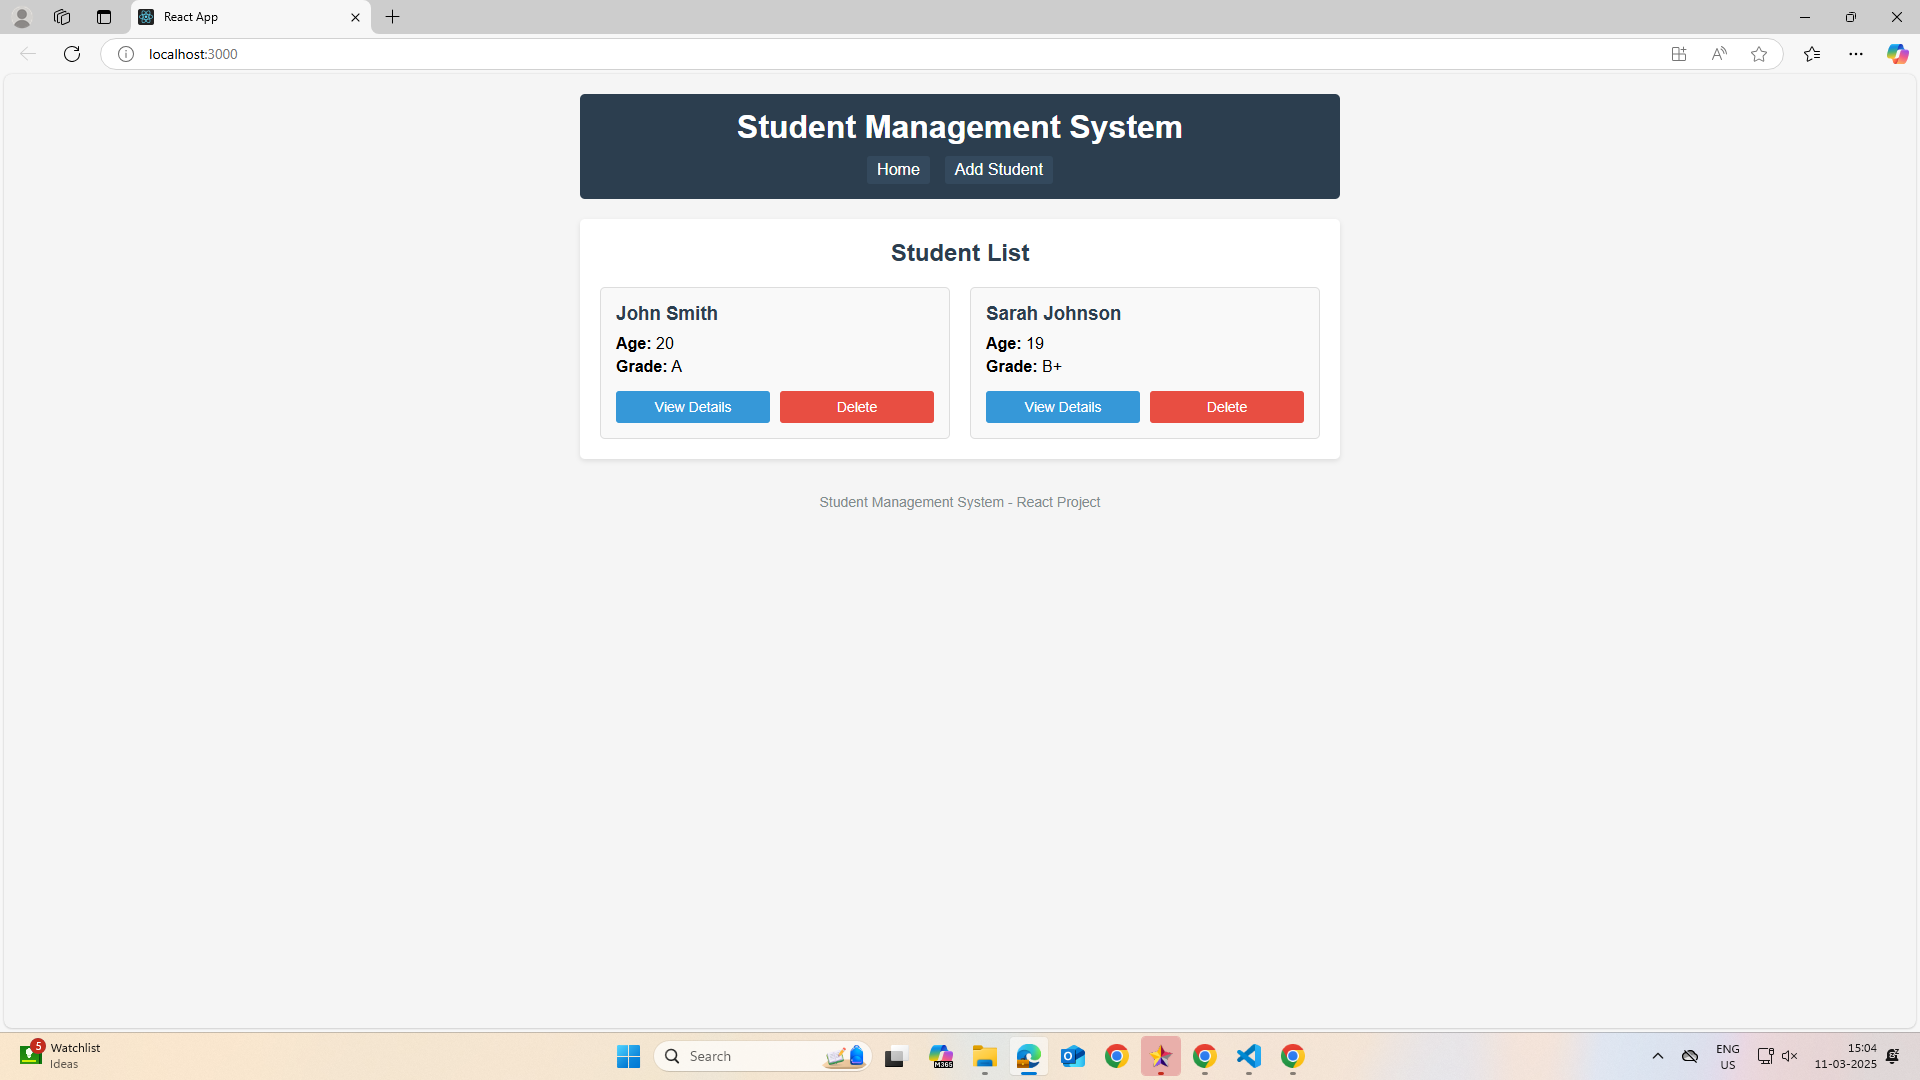 React App
localhost:3000
Student Management System
Home Add Student
Student List
John Smith
Age: 20
Grade: A
View Details Delete
Sarah Johnson
Age: 19
Grade: B+
View Details Delete
Student Management System - React Project
5
Watchlist
Ideas
Search
M365
ENG
US
15:04
11-03-2025